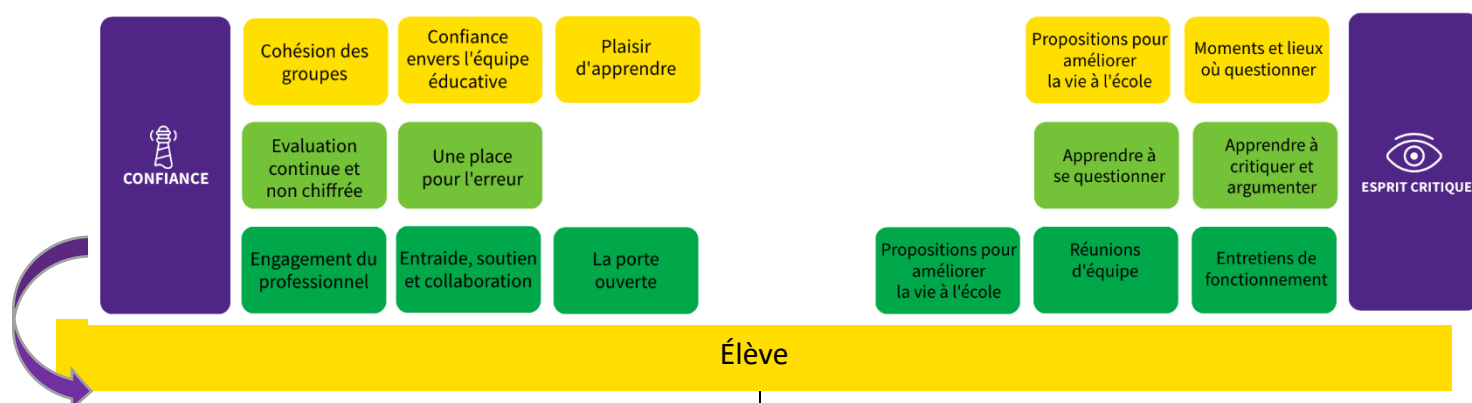 CONFIANCE
Cohésion des
groupes
Confiance
envers l'équipe
éducative
Plaisir
d'apprendre
Evaluation
continue et
non chiffrée
Une place
pour l'erreur
Engagement du
professionnel
Entraide, soutien
et collaboration
La porte
ouverte
Propositions pour
améliorer
la vie à l'école
Moments et lieux
où questionner
Apprendre à
se questionner
Apprendre à
critiquer et
argumenter
Propositions pour
améliorer
la vie à l'école
Réunions
d'équipe
Entretiens de
fonctionnement
ESPRIT CRITIQUE
Élève